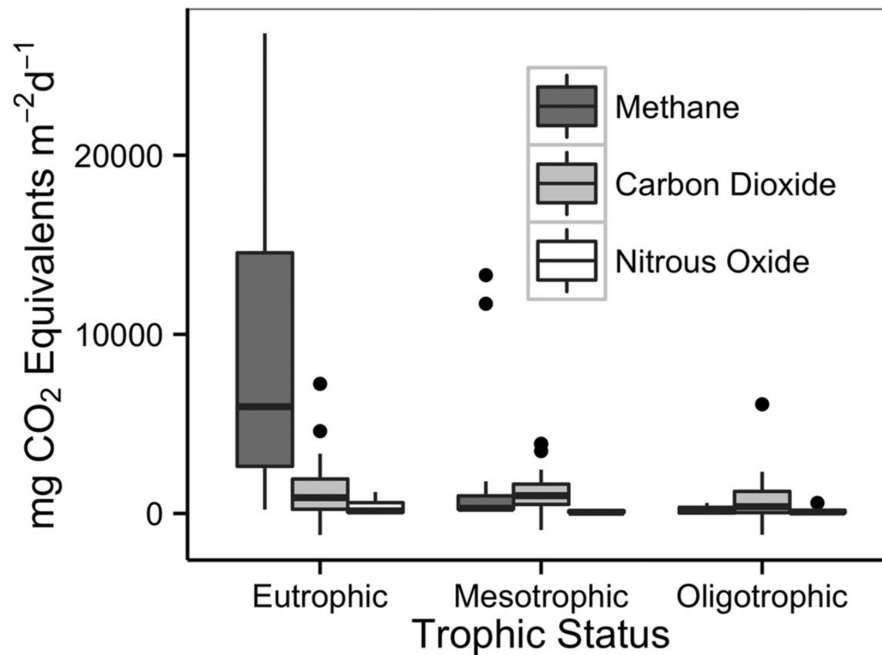 mg CO₂ Equivalents m⁻²d⁻¹
20000
10000
0
Methane
Carbon Dioxide
Nitrous Oxide
Eutrophic Mesotrophic Oligotrophic
Trophic Status